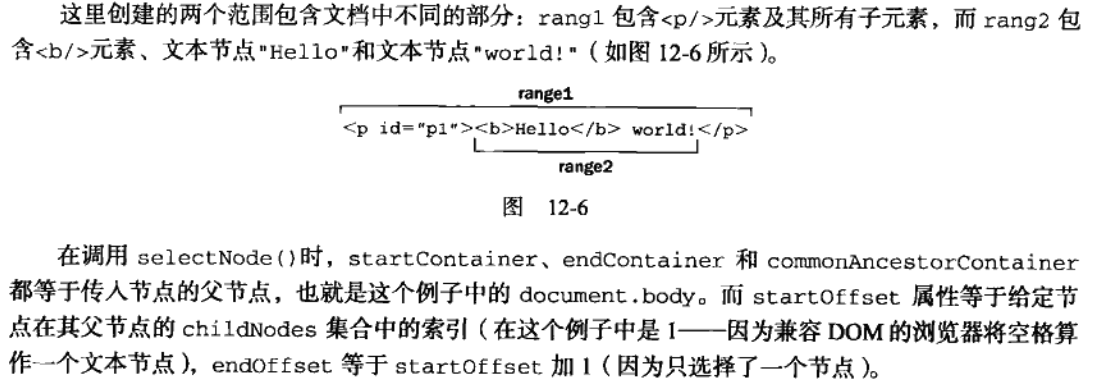 这里创建的两个范围包含文档中不同的部分：rang1 包含<p/>元素及其所有子元素，而 rang2 包
含<b/>元素、文本节点"Hello"和文本节点"world!"（如图 12-6 所示）。
range1
<p id="p1"><b>Hello</b> world!</p>
range2
图 12-6
在调用 selectNode()时，startContainer、endContainer 和 commonAncestorContainer
都等于传入节点的父节点，也就是这个例子中的 document.body。而 startOffset 属性等于给定节
点在其父节点的 childNodes 集合中的索引（在这个例子中是 1——因为兼容 DOM 的浏览器将空格算
作一个文本节点），endOffset 等于 startOffset 加 1（因为只选择了一个节点）。